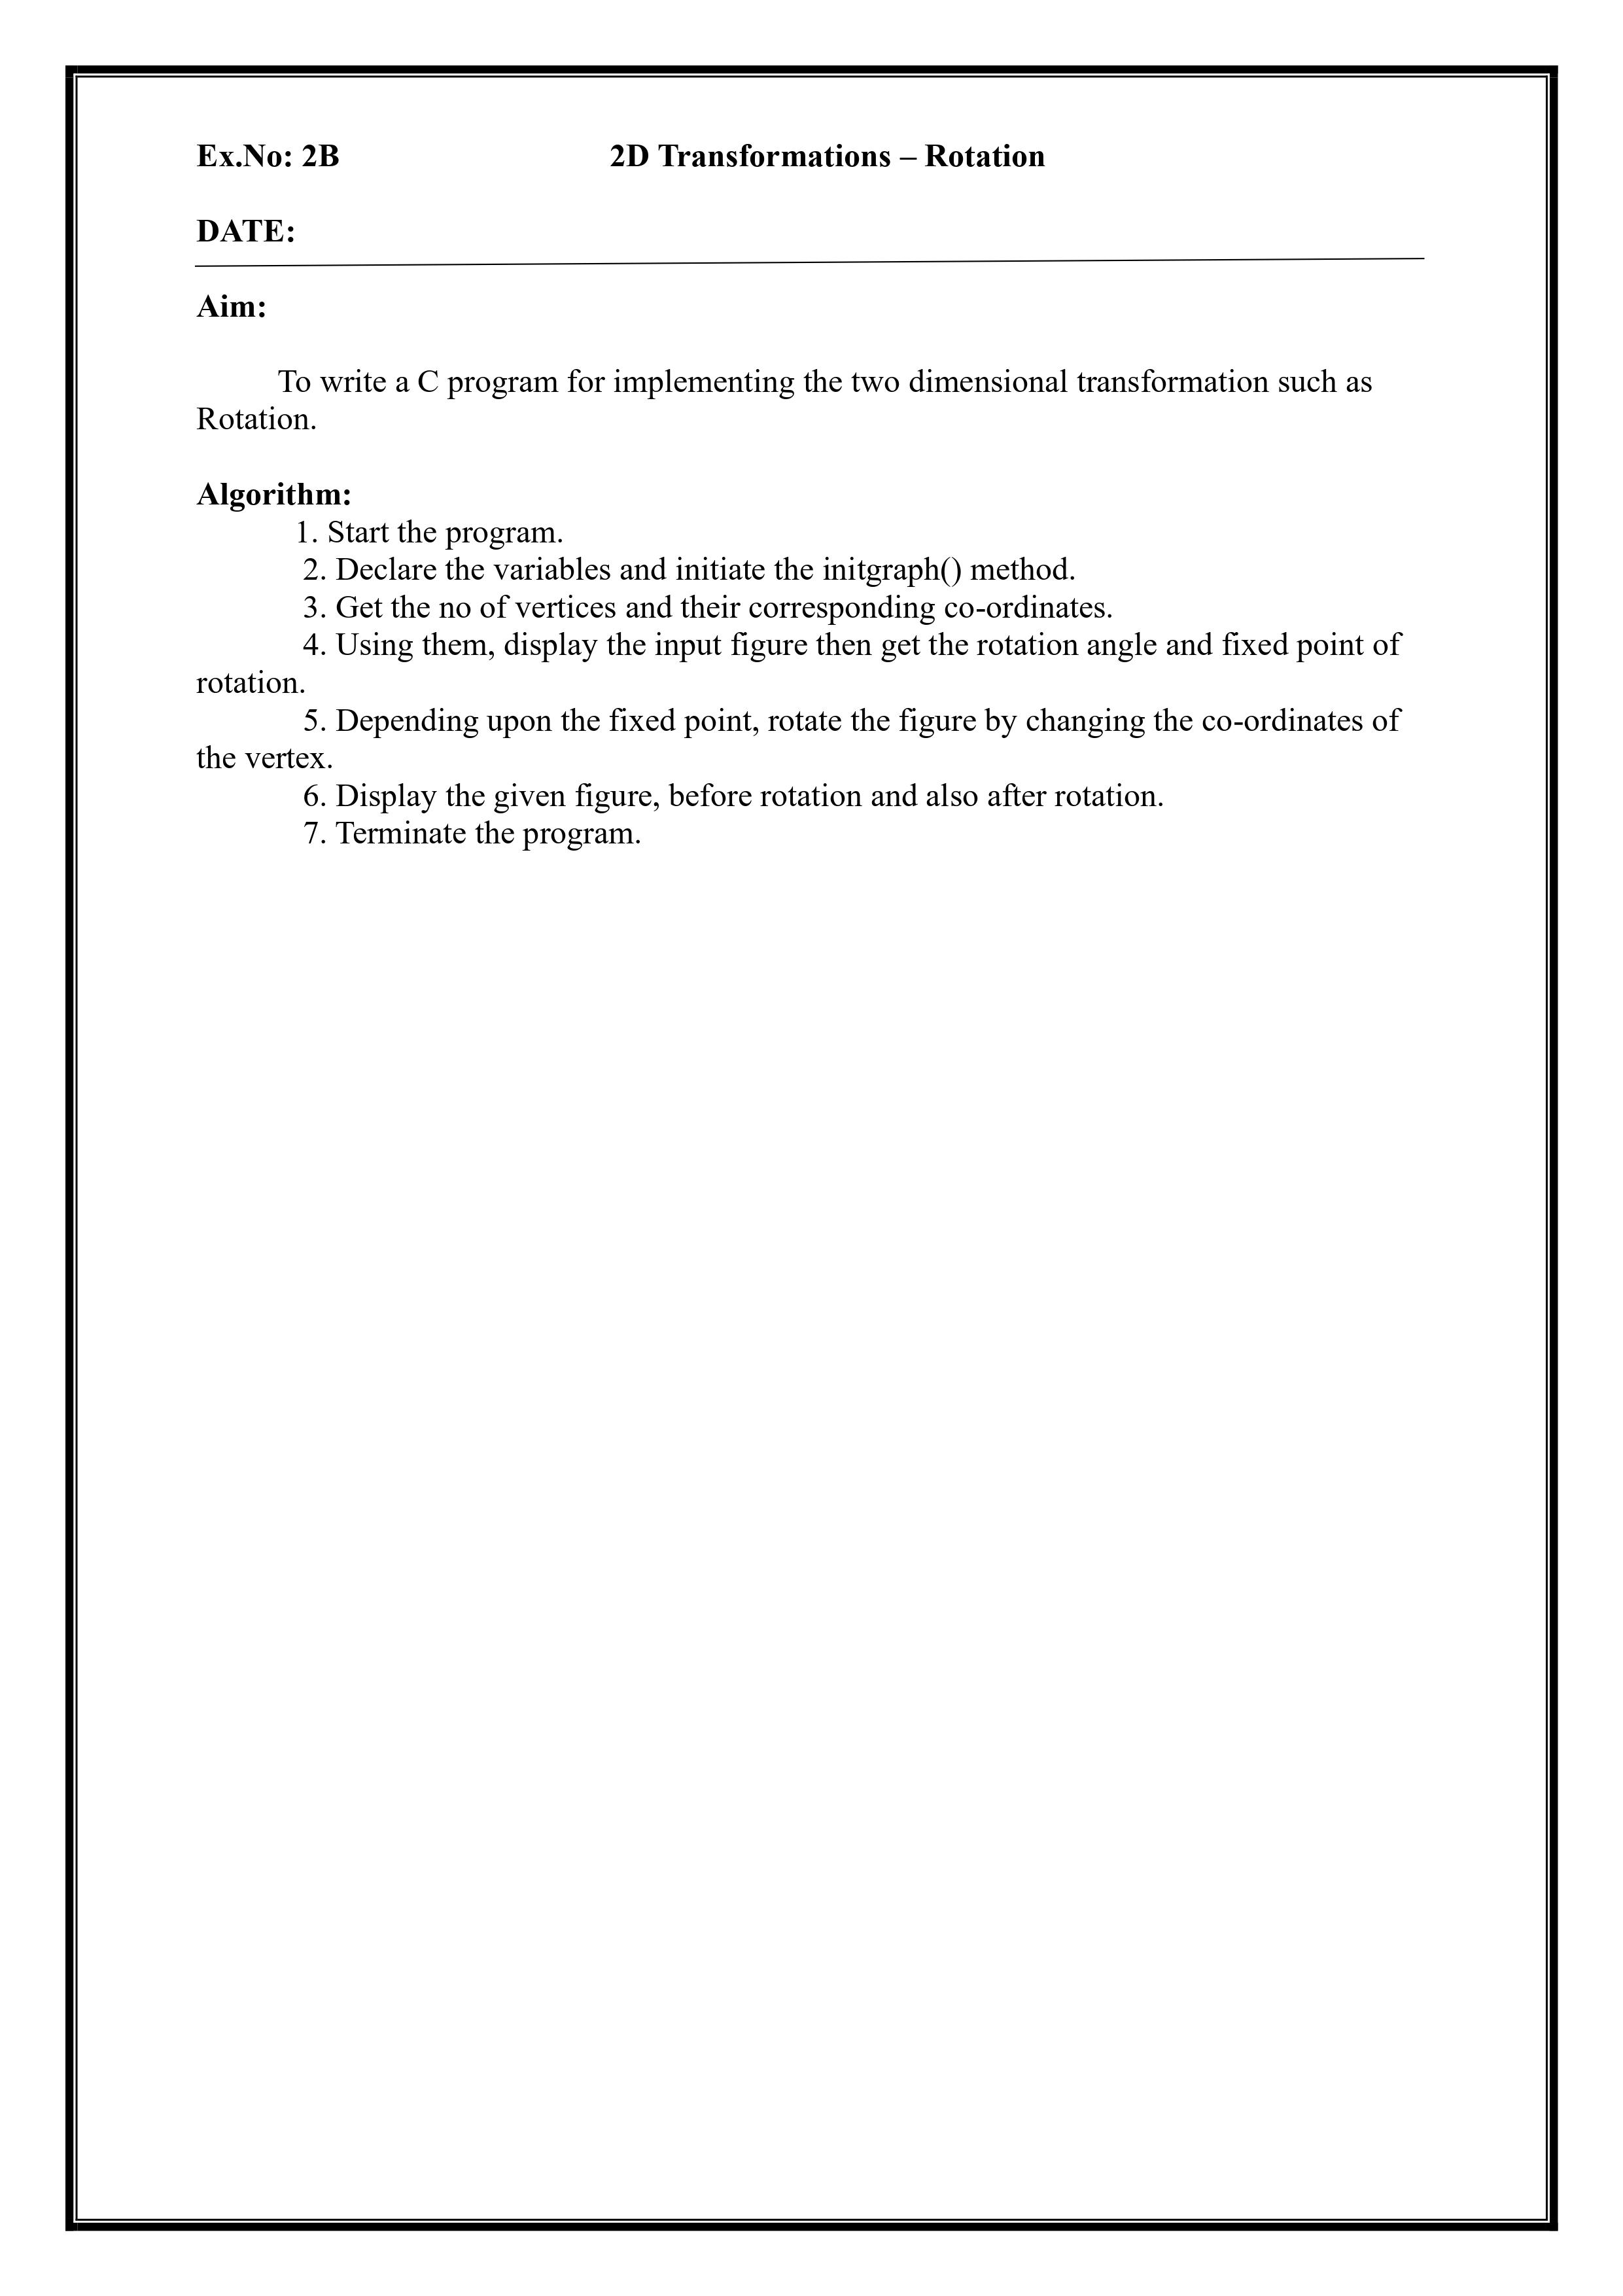 Ex.No: 2B 2D Transformations – Rotation
DATE:
Aim:
To write a C program for implementing the two dimensional transformation such as
Rotation.
Algorithm:
1. Start the program.
2. Declare the variables and initiate the initgraph() method.
3. Get the no of vertices and their corresponding co-ordinates.
4. Using them, display the input figure then get the rotation angle and fixed point of
rotation.
5. Depending upon the fixed point, rotate the figure by changing the co-ordinates of
the vertex.
6. Display the given figure, before rotation and also after rotation.
7. Terminate the program.